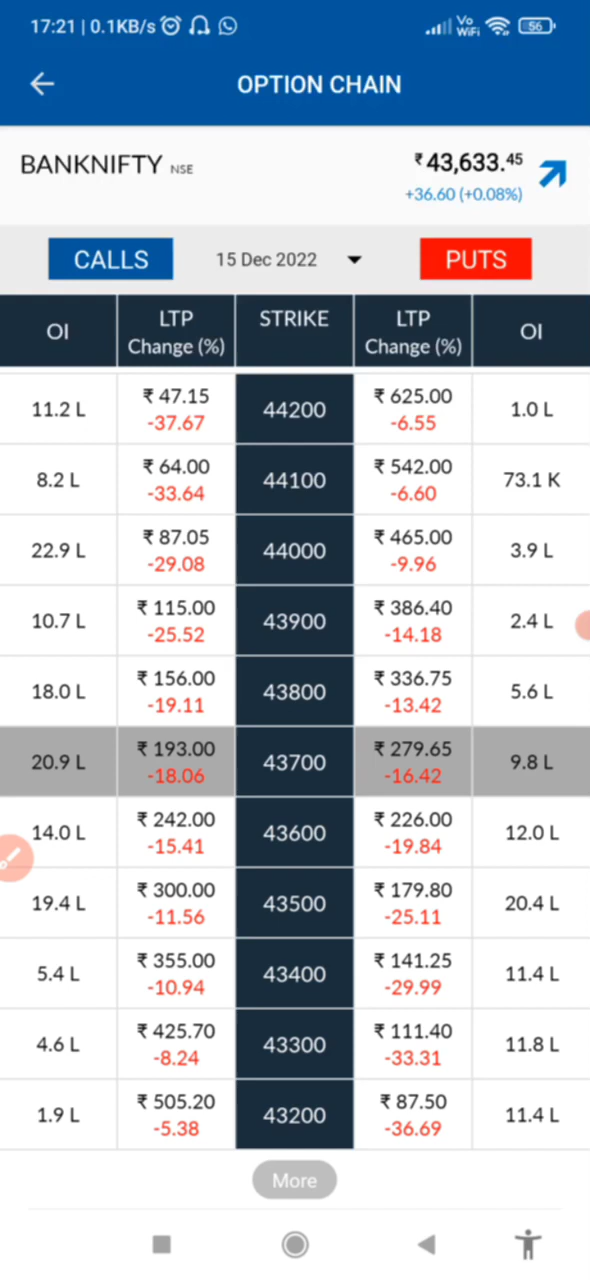 17:21 | 0.1KB/s Vo WiFi 56
OPTION CHAIN
BANKNIFTY NSE ₹ 43,633.45
+36.60 (+0.08%)
CALLS 15 Dec 2022 PUTS
OI LTP Change (%) STRIKE LTP Change (%) OI
11.2 L ₹ 47.15 44200 ₹ 625.00 1.0 L
-37.67 -6.55
8.2 L ₹ 64.00 44100 ₹ 542.00 73.1 K
-33.64 -6.60
22.9 L ₹ 87.05 44000 ₹ 465.00 3.9 L
-29.08 -9.96
10.7 L ₹ 115.00 43900 ₹ 386.40 2.4 L
-25.52 -14.18
18.0 L ₹ 156.00 43800 ₹ 336.75 5.6 L
-19.11 -13.42
20.9 L ₹ 193.00 43700 ₹ 279.65 9.8 L
-18.06 -16.42
14.0 L ₹ 242.00 43600 ₹ 226.00 12.0 L
-15.41 -19.84
19.4 L ₹ 300.00 43500 ₹ 179.80 20.4 L
-11.56 -25.11
5.4 L ₹ 355.00 43400 ₹ 141.25 11.4 L
-10.94 -29.99
4.6 L ₹ 425.70 43300 ₹ 111.40 11.8 L
-8.24 -33.31
1.9 L ₹ 505.20 43200 ₹ 87.50 11.4 L
-5.38 -36.69
More